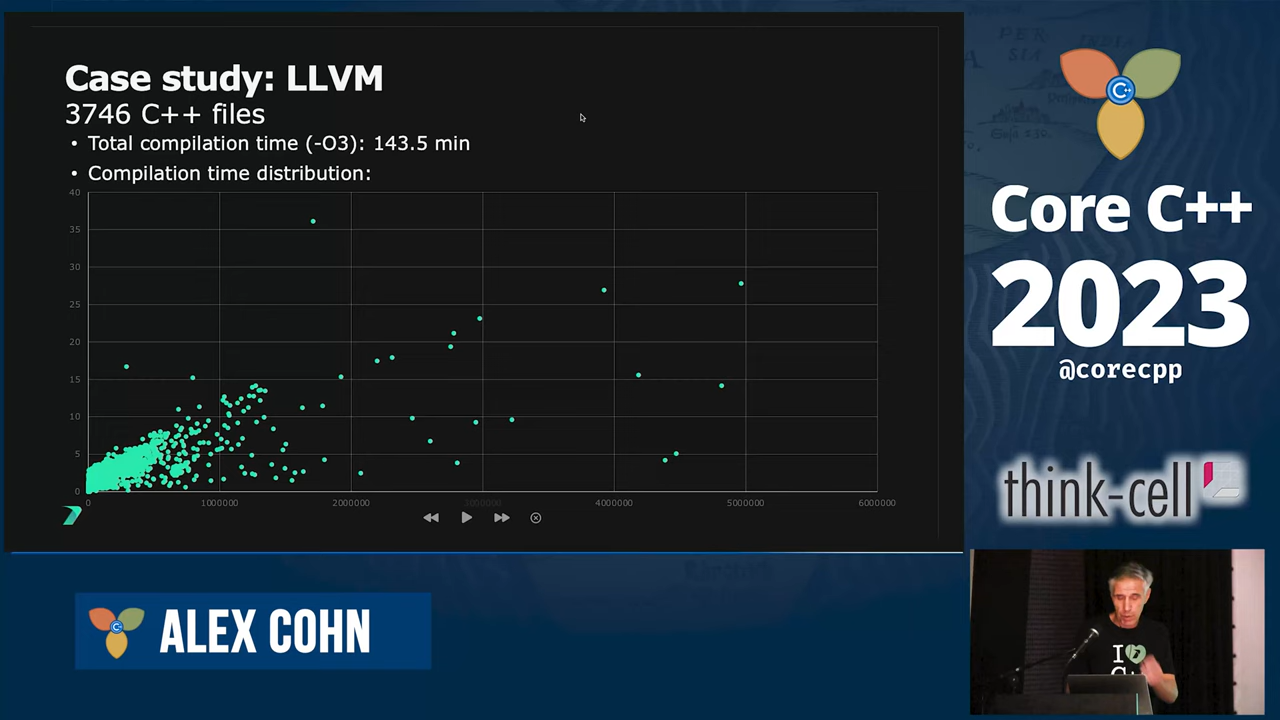 Case study: LLVM
3746 C++ files
• Total compilation time (-O3): 143.5 min
• Compilation time distribution:
40
35
30
25
20
15
10
5
0
0 1000000 2000000 3000000 4000000 5000000 6000000
ALEX COHN
C++
Core C++
2023
@corecpp
think-cell
I